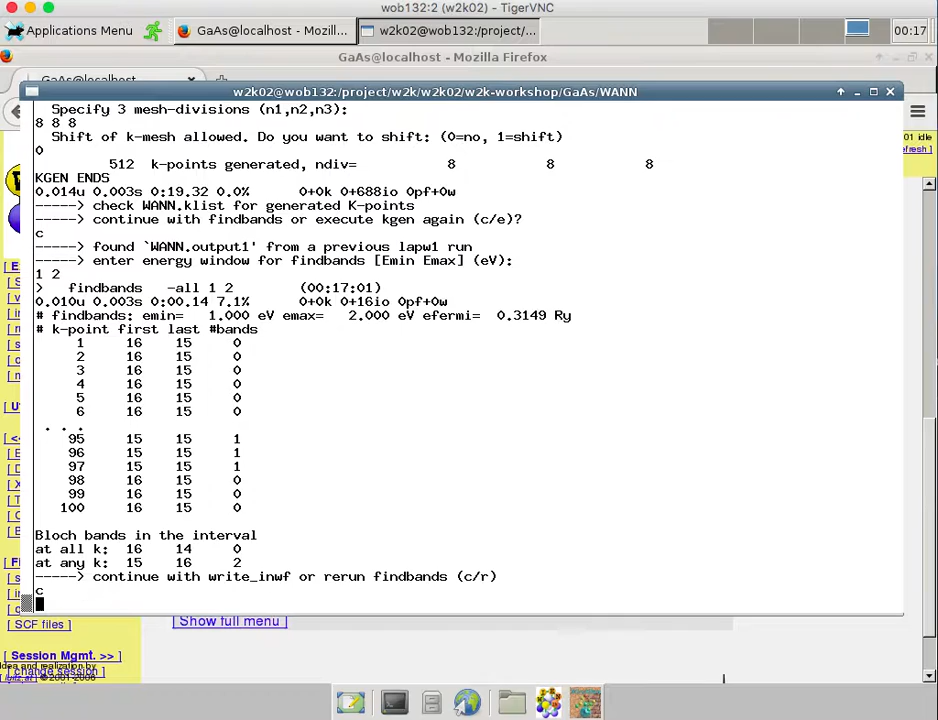 wob132:2 (w2k02) - TigerVNC
Applications Menu
GaAs@localhost - Mozill...
w2k02@wob132:/project/...
00:17
GaAs@localhost - Mozilla Firefox
GaAs@localhost
w2k02@wob132:/project/w2k/w2k02/w2k-workshop/GaAs/WANN
Specify 3 mesh-divisions (n1,n2,n3):
8 8 8
Shift of k-mesh allowed. Do you want to shift: (0=no, 1=shift)
0
512 k-points generated, ndiv= 8 8 8
KGEN ENDS
0.014u 0.003s 0:19.32 0.0% 0+0k 0+688io 0pf+0w
-----> check WANN.klist for generated K-points
-----> continue with findbands or execute kgen again (c/e)?
c
-----> found `WANN.output1' from a previous lapw1 run
-----> enter energy window for findbands [Emin Emax] (eV):
1 2
> findbands -all 1 2 (00:17:01)
0.010u 0.003s 0:00.14 7.1% 0+0k 0+16io 0pf+0w
# findbands: emin= 1.000 eV emax= 2.000 eV efermi= 0.3149 Ry
# k-point first last #bands
1 16 15 0
2 16 15 0
3 16 15 0
4 16 15 0
5 16 15 0
6 16 15 0
. . .
95 15 15 1
96 15 15 1
97 15 15 1
98 16 15 0
99 16 15 0
100 16 15 0
Bloch bands in the interval
at all k: 16 14 0
at any k: 15 16 2
-----> continue with write_inwf or rerun findbands (c/r)
c
[ SCF files ]
[ Show full menu ]
Session Mgmt. >> ]
[ change session ]
Idea and realization by
©2001-2006